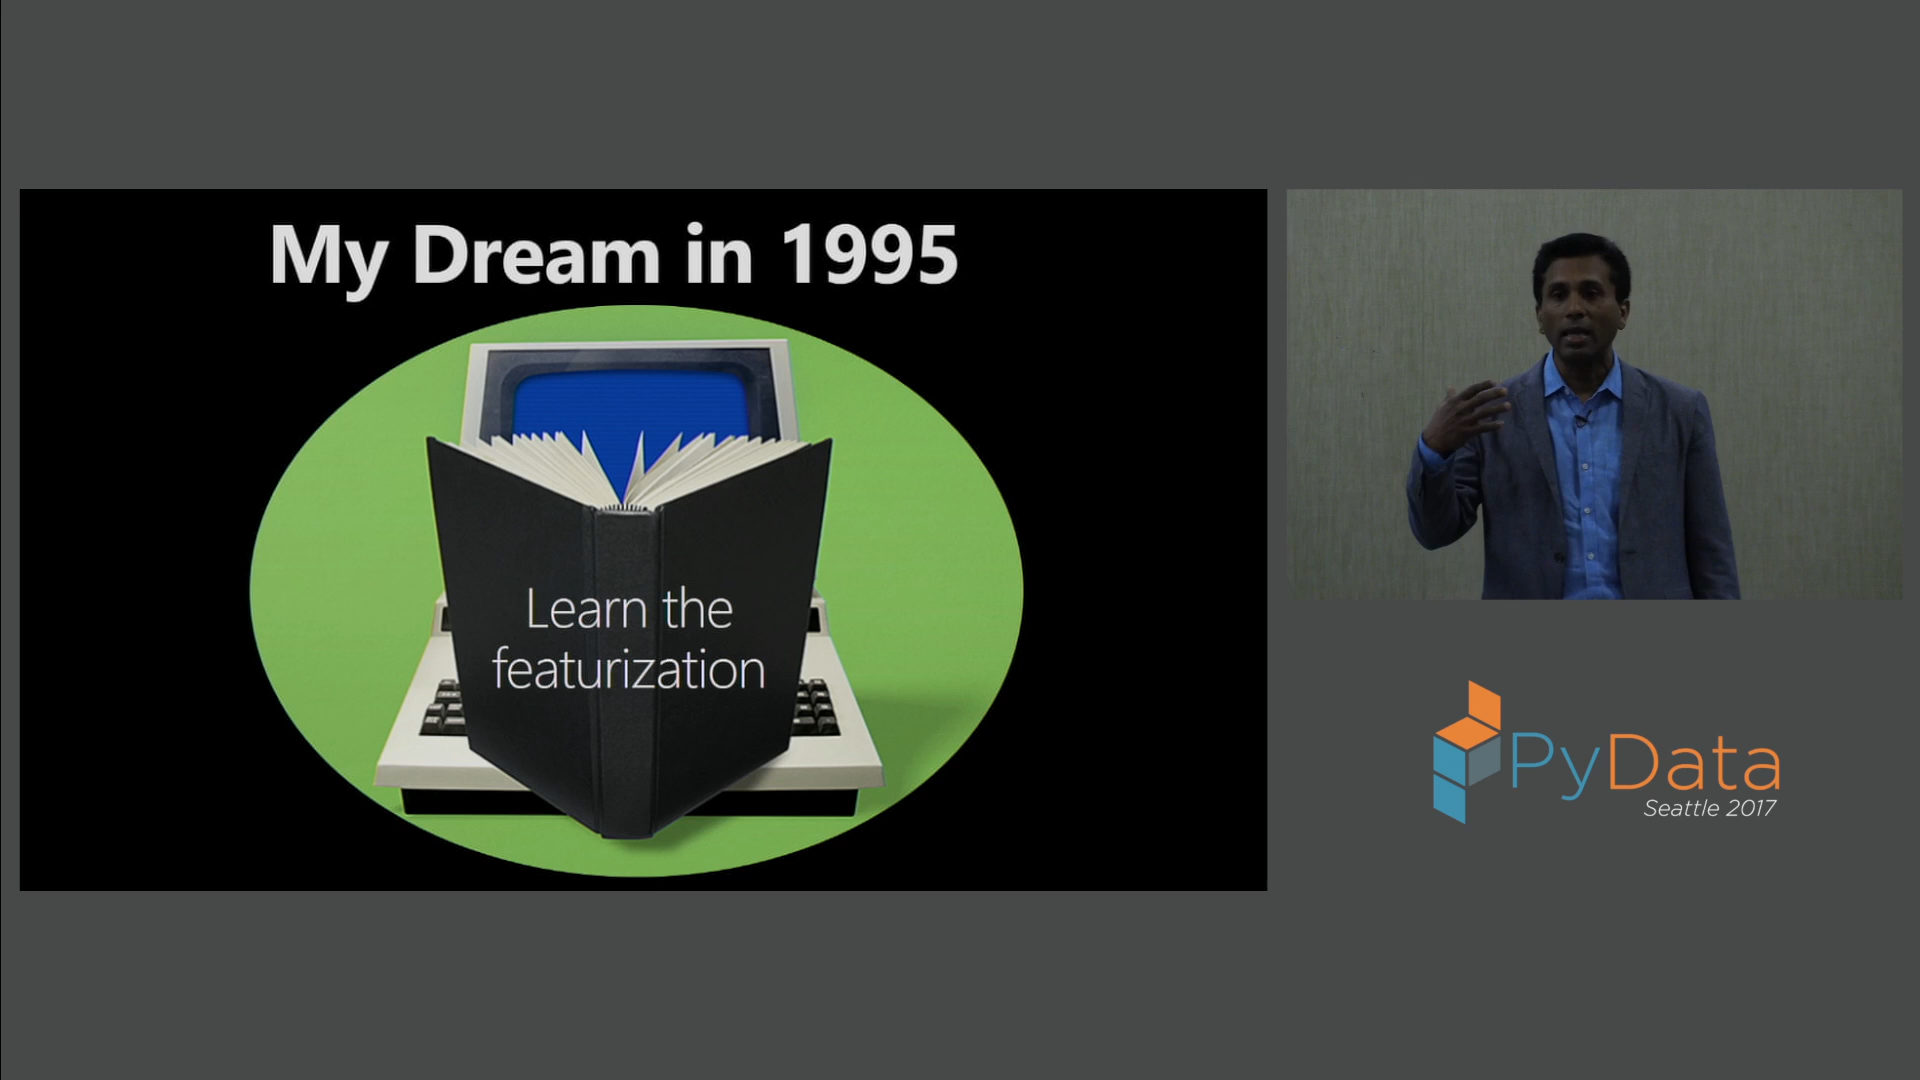 My Dream in 1995
Learn the
featurization
PyData
Seattle 2017